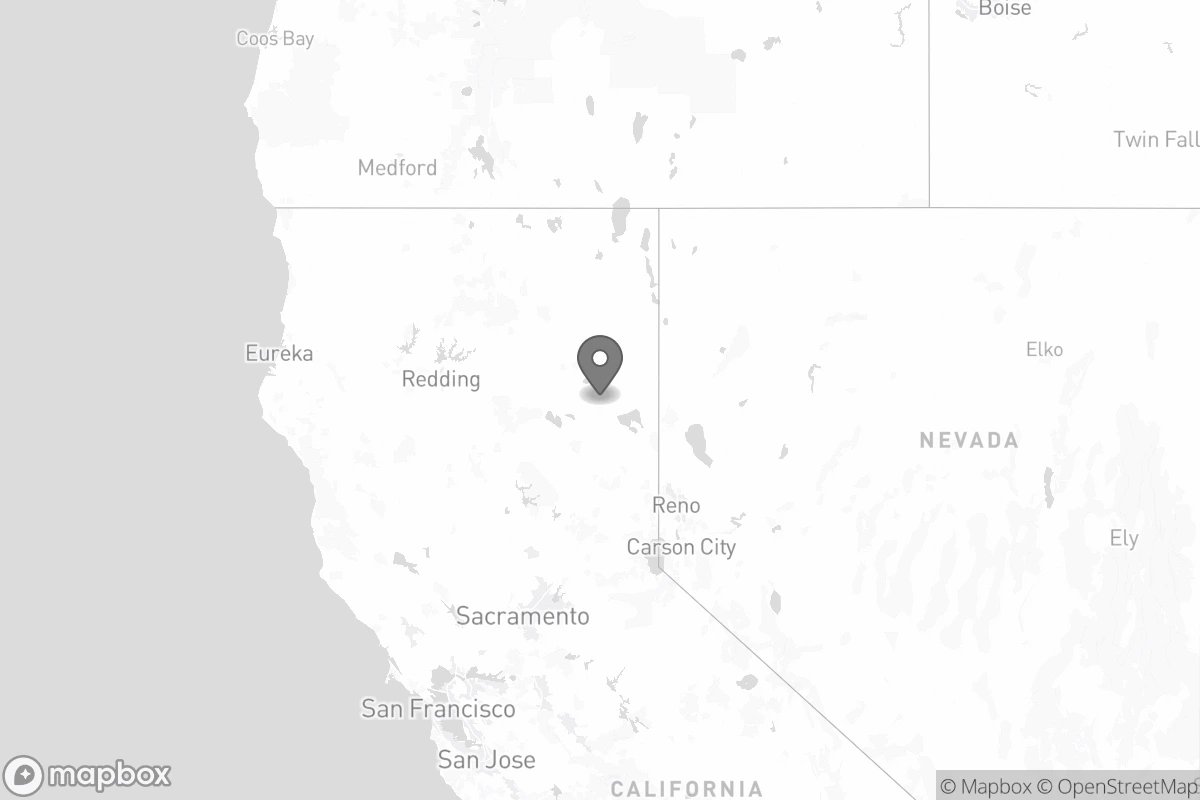 Boise
Coos Bay
Twin Fall
Medford
Eureka
Elko
Redding
NEVADA
Reno
Ely
Carson City
Sacramento
San Francisco
San Jose
mapbox
CALIFORNIA
© Mapbox © OpenStreetMap